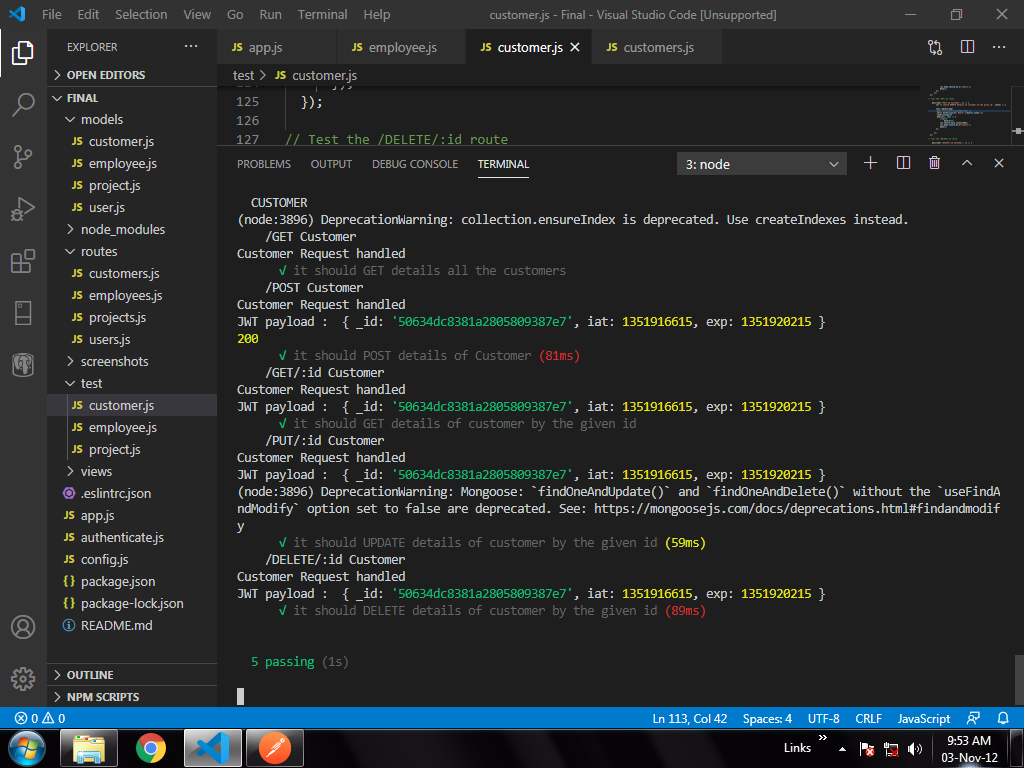 File Edit Selection View Go Run Terminal Help customer.js - Final - Visual Studio Code [Unsupported]
EXPLORER ...
JS app.js JS employee.js JS customer.js JS customers.js
OPEN EDITORS
test > JS customer.js
FINAL
models
JS customer.js
JS employee.js
JS project.js
JS user.js
node_modules
routes
JS customers.js
JS employees.js
JS projects.js
JS users.js
screenshots
test
JS customer.js
JS employee.js
JS project.js
views
.eslintrc.json
JS app.js
JS authenticate.js
JS config.js
{} package.json
{} package-lock.json
README.md
OUTLINE
NPM SCRIPTS
125 });
126
127 // Test the /DELETE/:id route
PROBLEMS OUTPUT DEBUG CONSOLE TERMINAL 3: node
CUSTOMER
(node:3896) DeprecationWarning: collection.ensureIndex is deprecated. Use createIndexes instead.
/GET Customer
Customer Request handled
√ it should GET details all the customers
/POST Customer
Customer Request handled
JWT payload :  { _id: '50634dc8381a2805809387e7', iat: 1351916615, exp: 1351920215 }
200
√ it should POST details of Customer (81ms)
/GET/:id Customer
Customer Request handled
JWT payload :  { _id: '50634dc8381a2805809387e7', iat: 1351916615, exp: 1351920215 }
√ it should GET details of customer by the given id
/PUT/:id Customer
Customer Request handled
JWT payload :  { _id: '50634dc8381a2805809387e7', iat: 1351916615, exp: 1351920215 }
(node:3896) DeprecationWarning: Mongoose: `findOneAndUpdate()` and `findOneAndDelete()` without the `useFindA
ndModify` option set to false are deprecated. See: https://mongoosejs.com/docs/deprecations.html#findandmodif
y
√ it should UPDATE details of customer by the given id (59ms)
/DELETE/:id Customer
Customer Request handled
JWT payload :  { _id: '50634dc8381a2805809387e7', iat: 1351916615, exp: 1351920215 }
√ it should DELETE details of customer by the given id (89ms)
5 passing (1s)
0 0 Ln 113, Col 42 Spaces: 4 UTF-8 CRLF JavaScript
Links » 9:53 AM
03-Nov-12